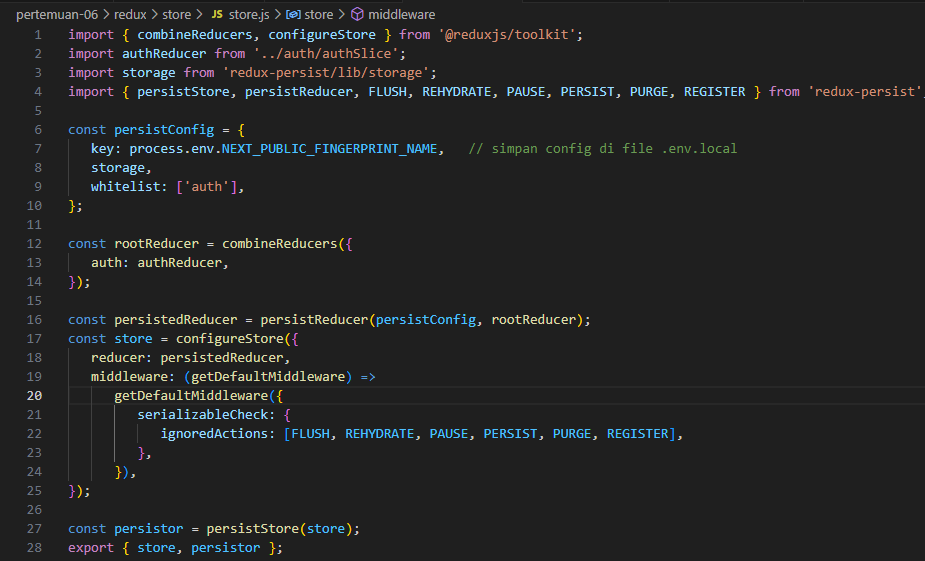 pertemuan-06 > redux > store > JS store.js > store > middleware
1 import { combineReducers, configureStore } from '@reduxjs/toolkit';
2 import authReducer from '../auth/authSlice';
3 import storage from 'redux-persist/lib/storage';
4 import { persistStore, persistReducer, FLUSH, REHYDRATE, PAUSE, PERSIST, PURGE, REGISTER } from 'redux-persist';
5
6 const persistConfig = {
7 key: process.env.NEXT_PUBLIC_FINGERPRINT_NAME, // simpan config di file .env.local
8 storage,
9 whitelist: ['auth'],
10 };
11
12 const rootReducer = combineReducers({
13 auth: authReducer,
14 });
15
16 const persistedReducer = persistReducer(persistConfig, rootReducer);
17 const store = configureStore({
18 reducer: persistedReducer,
19 middleware: (getDefaultMiddleware) =>
20 getDefaultMiddleware({
21 serializableCheck: {
22 ignoredActions: [FLUSH, REHYDRATE, PAUSE, PERSIST, PURGE, REGISTER],
23 },
24 }),
25 });
26
27 const persistor = persistStore(store);
28 export { store, persistor };